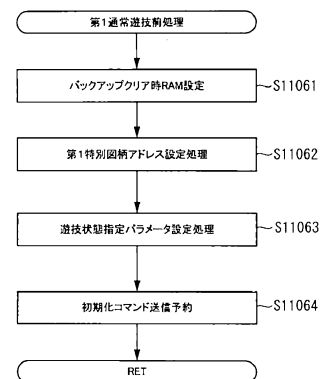 第1通常遊技前処理
バックアップクリア時RAM設定
S11061
第1特別図柄アドレス設定処理
S11062
遊技状態指定パラメータ設定処理
S11063
初期化コマンド送信予約
S11064
RET